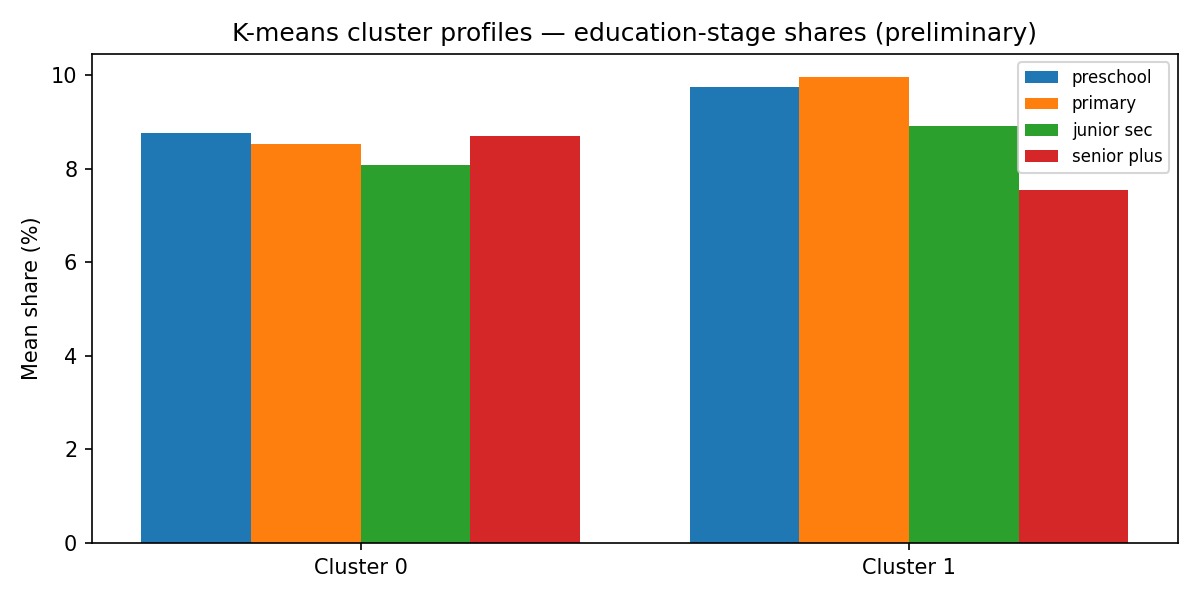 K-means cluster profiles — education-stage shares (preliminary)
Mean share (%)
10
8
6
4
2
0
preschool
primary
junior sec
senior plus
Cluster 0
Cluster 1